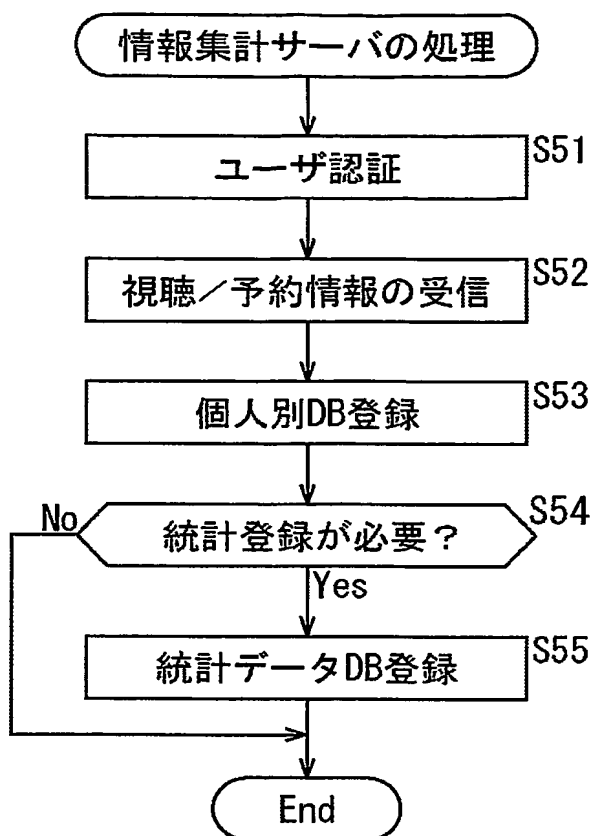 情報集計サーバの処理
S51
ユーザ認証
S52
視聴／予約情報の受信
S53
個人別DB登録
S54
No
統計登録が必要？
Yes
S55
統計データDB登録
End